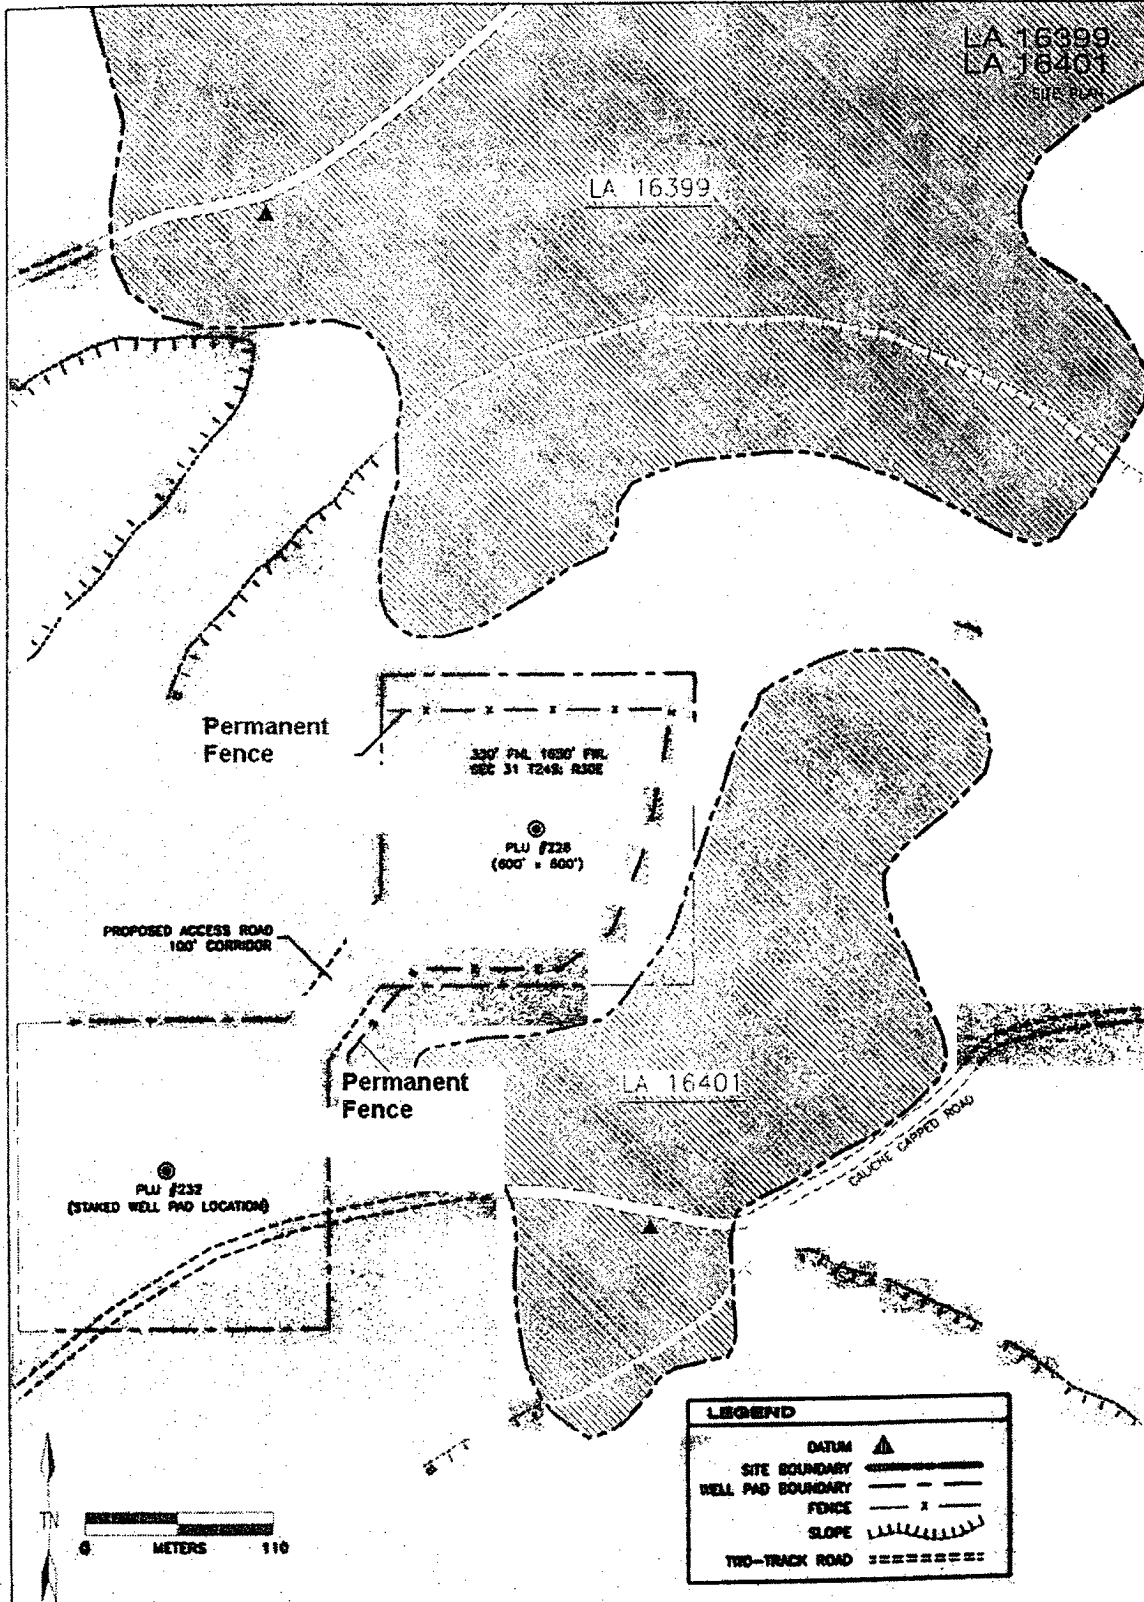 LA 16399
LA 16401
SITE PLAN
LA 16399
Permanent
Fence
330' FNL 1650' FWL
SEC 31 T24S; R30E
PLU #228
(600' x 600')
PROPOSED ACCESS ROAD
100' CORRIDOR
Permanent
Fence
LA 16401
CALICHE CAPPED ROAD
PLU #232
(STAKED WELL PAD LOCATION)
LEGEND
DATUM
SITE BOUNDARY
WELL PAD BOUNDARY
FENCE
SLOPE
TWO-TRACK ROAD
TN
0 METERS 110